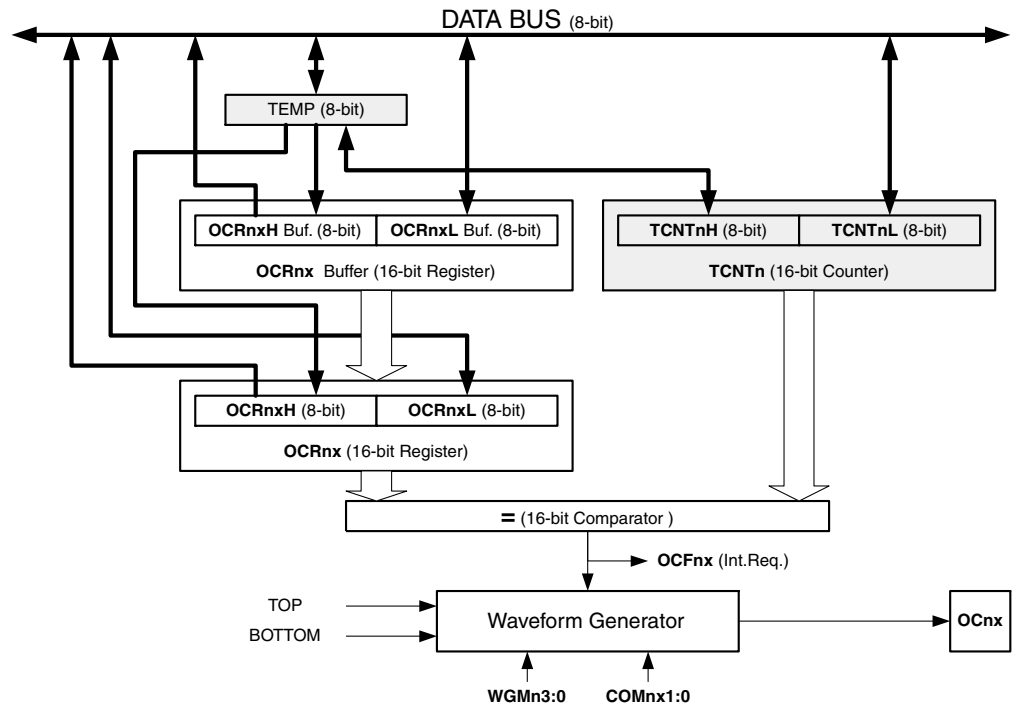 DATA BUS (8-bit)
TEMP (8-bit)
OCRnxH Buf. (8-bit) OCRnxL Buf. (8-bit)
OCRnx Buffer (16-bit Register)
TCNTnH (8-bit) TCNTnL (8-bit)
TCNTn (16-bit Counter)
OCRnxH (8-bit) OCRnxL (8-bit)
OCRnx (16-bit Register)
= (16-bit Comparator )
OCFnx (Int.Req.)
TOP
BOTTOM
Waveform Generator
OCnx
WGMn3:0 COMnx1:0